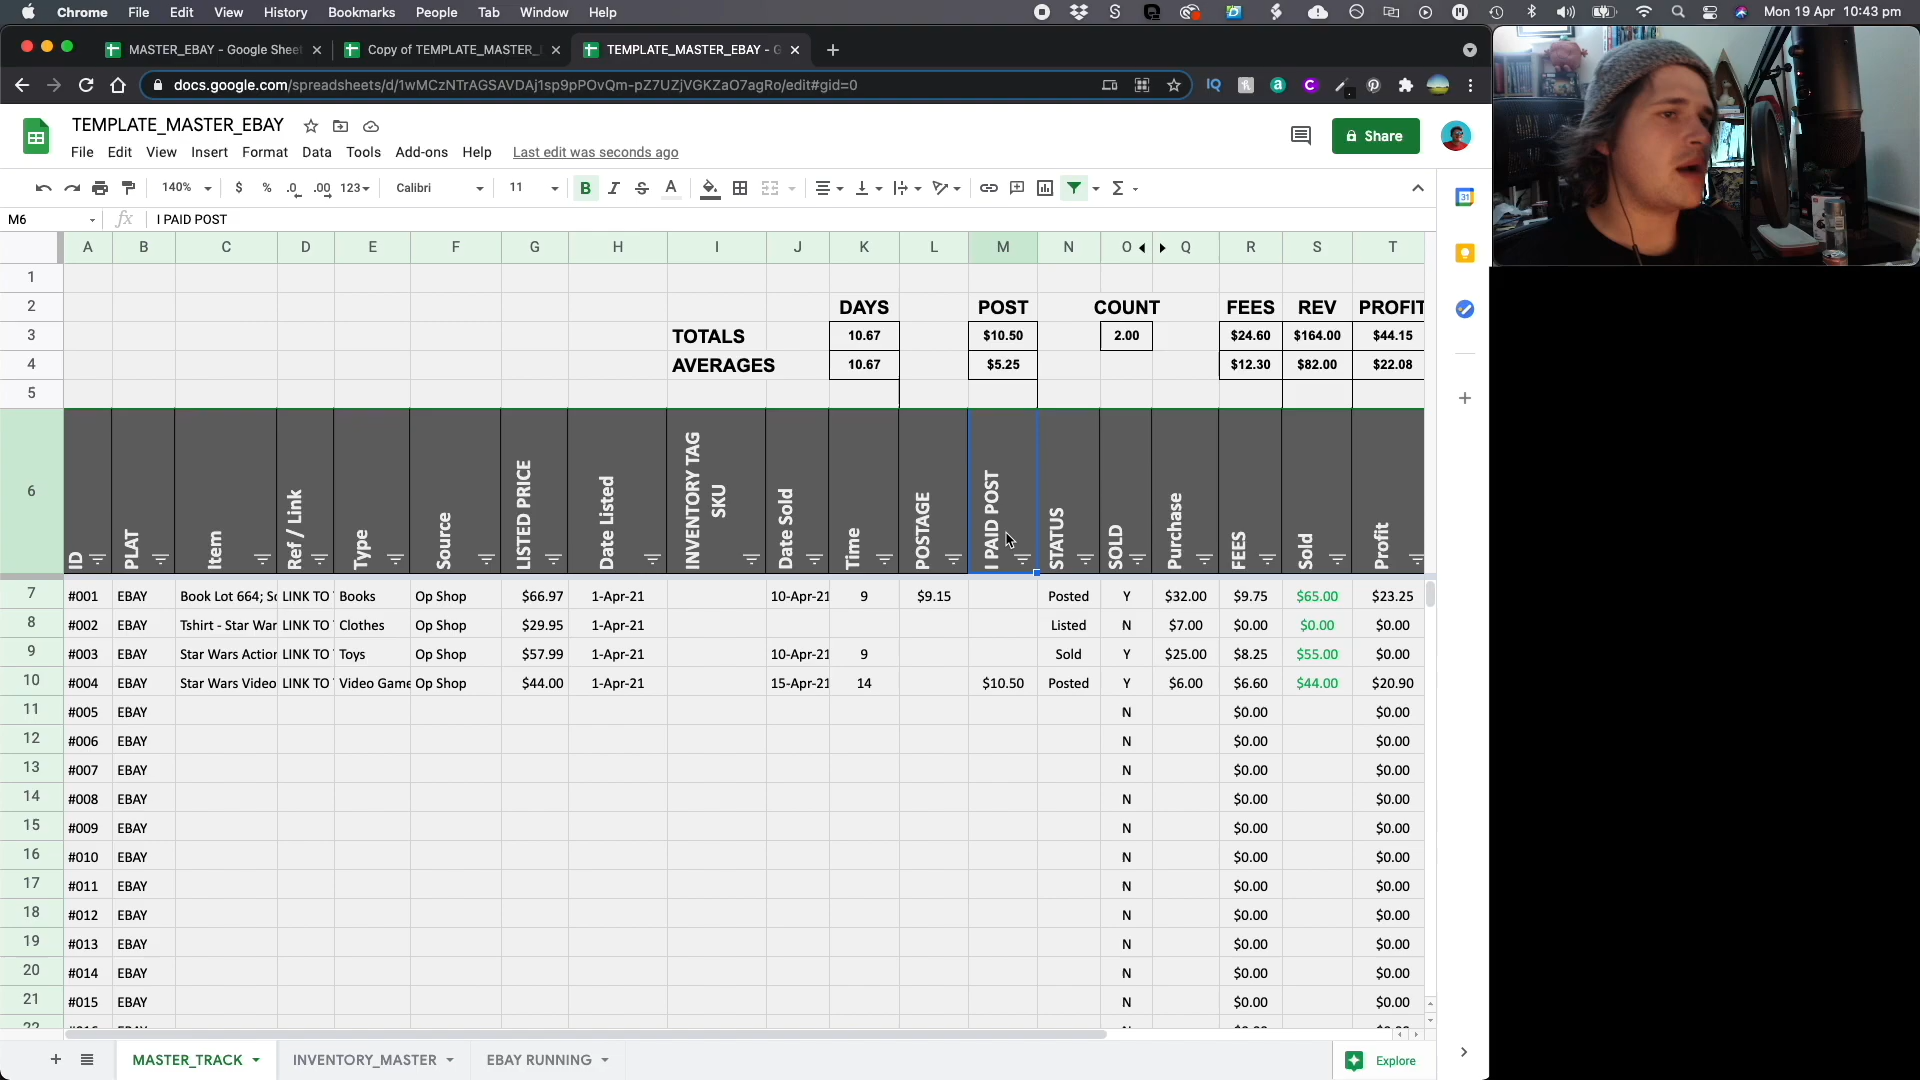 Chrome File Edit View History Bookmarks People Tab Window Help Mon 19 Apr 10:43 pm
MASTER_EBAY - Google Sheet Copy of TEMPLATE_MASTER_ TEMPLATE_MASTER_EBAY - G
docs.google.com/spreadsheets/d/1wMCzNTrAGSAVDAj1sp9pPOvQm-pZ7UZjVGKZaO7agRo/edit#gid=0
TEMPLATE_MASTER_EBAY
Share
File Edit View Insert Format Data Tools Add-ons Help Last edit was seconds ago
140% $ % .0 .00 123 Calibri 11 B I S A Σ
31
M6 fx I PAID POST
A B C D E F G H I J K L M N O Q R S T
1
2 DAYS POST COUNT FEES REV PROFIT
3 TOTALS 10.67 $10.50 2.00 $24.60 $164.00 $44.15
4 AVERAGES 10.67 $5.25 $12.30 $82.00 $22.08
5
6 ID PLAT Item Ref / Link Type Source LISTED PRICE Date Listed INVENTORY TAG SKU Date Sold Time POSTAGE I PAID POST STATUS SOLD Purchase FEES Sold Profit
7 #001 EBAY Book Lot 664; Sc LINK TO Books Op Shop $66.97 1-Apr-21 10-Apr-21 9 $9.15 Posted Y $32.00 $9.75 $65.00 $23.25
8 #002 EBAY Tshirt - Star War LINK TO Clothes Op Shop $29.95 1-Apr-21 Listed N $7.00 $0.00 $0.00 $0.00
9 #003 EBAY Star Wars Action LINK TO Toys Op Shop $57.99 1-Apr-21 10-Apr-21 9 Sold Y $25.00 $8.25 $55.00 $0.00
10 #004 EBAY Star Wars Video LINK TO Video Game Op Shop $44.00 1-Apr-21 15-Apr-21 14 $10.50 Posted Y $6.00 $6.60 $44.00 $20.90
11 #005 EBAY N $0.00 $0.00
12 #006 EBAY N $0.00 $0.00
13 #007 EBAY N $0.00 $0.00
14 #008 EBAY N $0.00 $0.00
15 #009 EBAY N $0.00 $0.00
16 #010 EBAY N $0.00 $0.00
17 #011 EBAY N $0.00 $0.00
18 #012 EBAY N $0.00 $0.00
19 #013 EBAY N $0.00 $0.00
20 #014 EBAY N $0.00 $0.00
21 #015 EBAY N $0.00 $0.00
MASTER_TRACK INVENTORY_MASTER EBAY RUNNING Explore